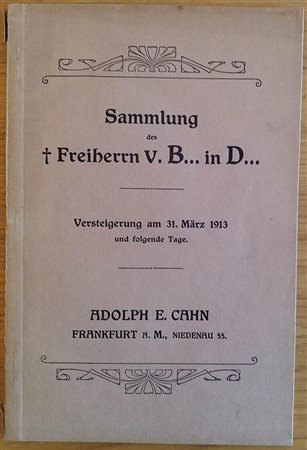 Sammlung
des
† Freiherrn v. B... in D...
Versteigerung am 31. März 1913
und folgende Tage.
ADOLPH E. CAHN
FRANKFURT A. M., NIEDENAU 55.